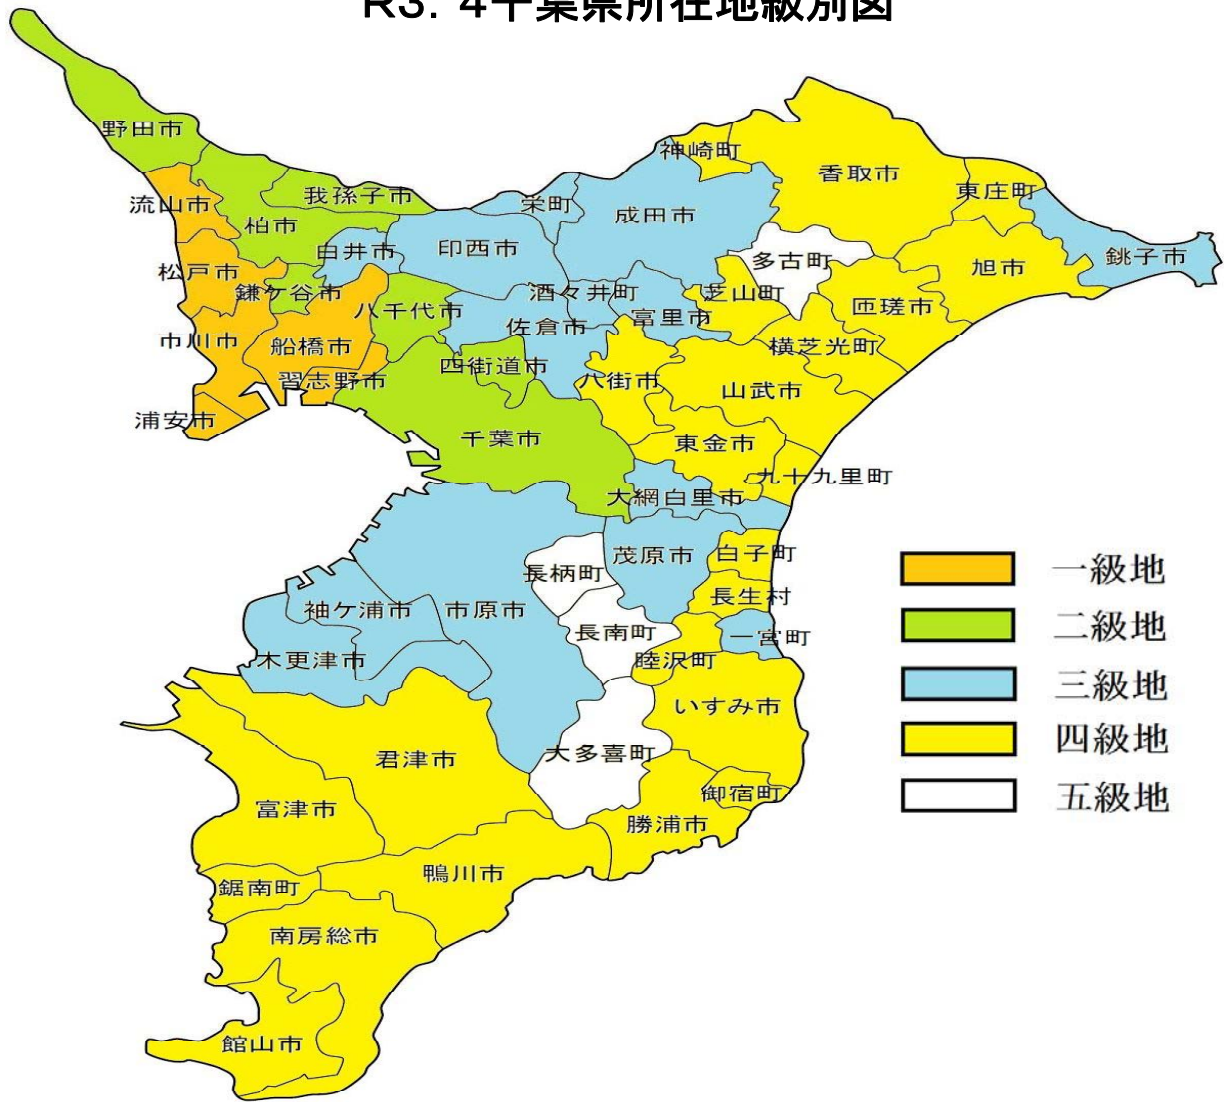 R3.4千葉県所在地級別図
野田市
神崎町
香取市
東庄町
流山市
我孫子市
栄町
成田市
柏市
白井市
印西市
多古町
旭市
銚子市
松戸市
鎌ケ谷市
八千代市
酒々井町
芝山町
匝瑳市
富里市
佐倉市
市川市
船橋市
横芝光町
四街道市
習志野市
八街市
山武市
浦安市
千葉市
東金市
九十九里町
大網白里市
茂原市
白子町
一級地
長柄町
長生村
袖ケ浦市
市原市
長南町
一宮町
二級地
木更津市
睦沢町
三級地
いすみ市
四級地
君津市
大多喜町
御宿町
五級地
富津市
勝浦市
鴨川市
鋸南町
南房総市
館山市